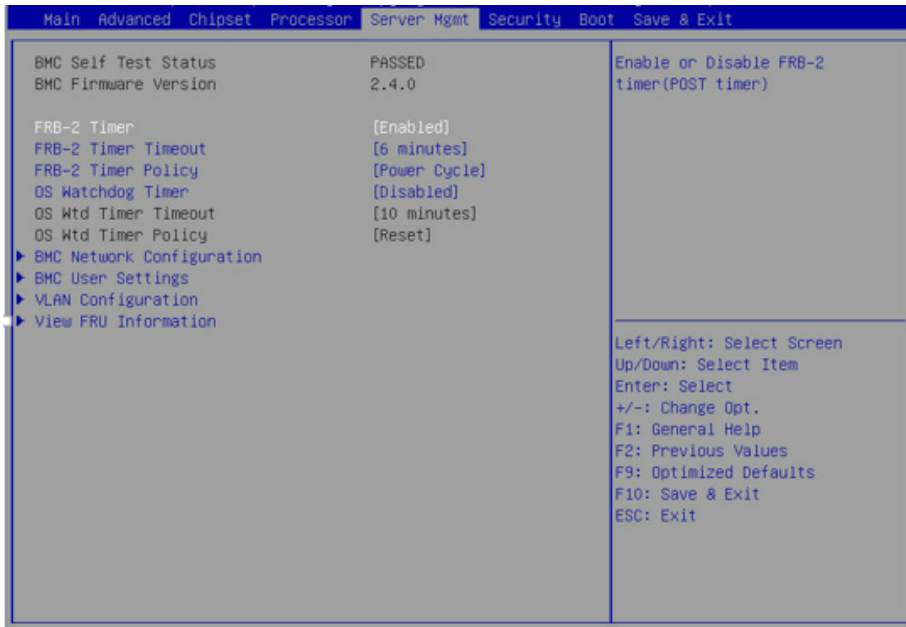 Main Advanced Chipset Processor Server Mgmt Security Boot Save & Exit
BMC Self Test Status PASSED
BMC Firmware Version 2.4.0
FRB-2 Timer [Enabled]
FRB-2 Timer Timeout [6 minutes]
FRB-2 Timer Policy [Power Cycle]
OS Watchdog Timer [Disabled]
OS Wtd Timer Timeout [10 minutes]
OS Wtd Timer Policy [Reset]
BMC Network Configuration
BMC User Settings
VLAN Configuration
View FRU Information
Enable or Disable FRB-2
timer(POST timer)
Left/Right: Select Screen
Up/Down: Select Item
Enter: Select
+/-: Change Opt.
F1: General Help
F2: Previous Values
F9: Optimized Defaults
F10: Save & Exit
ESC: Exit